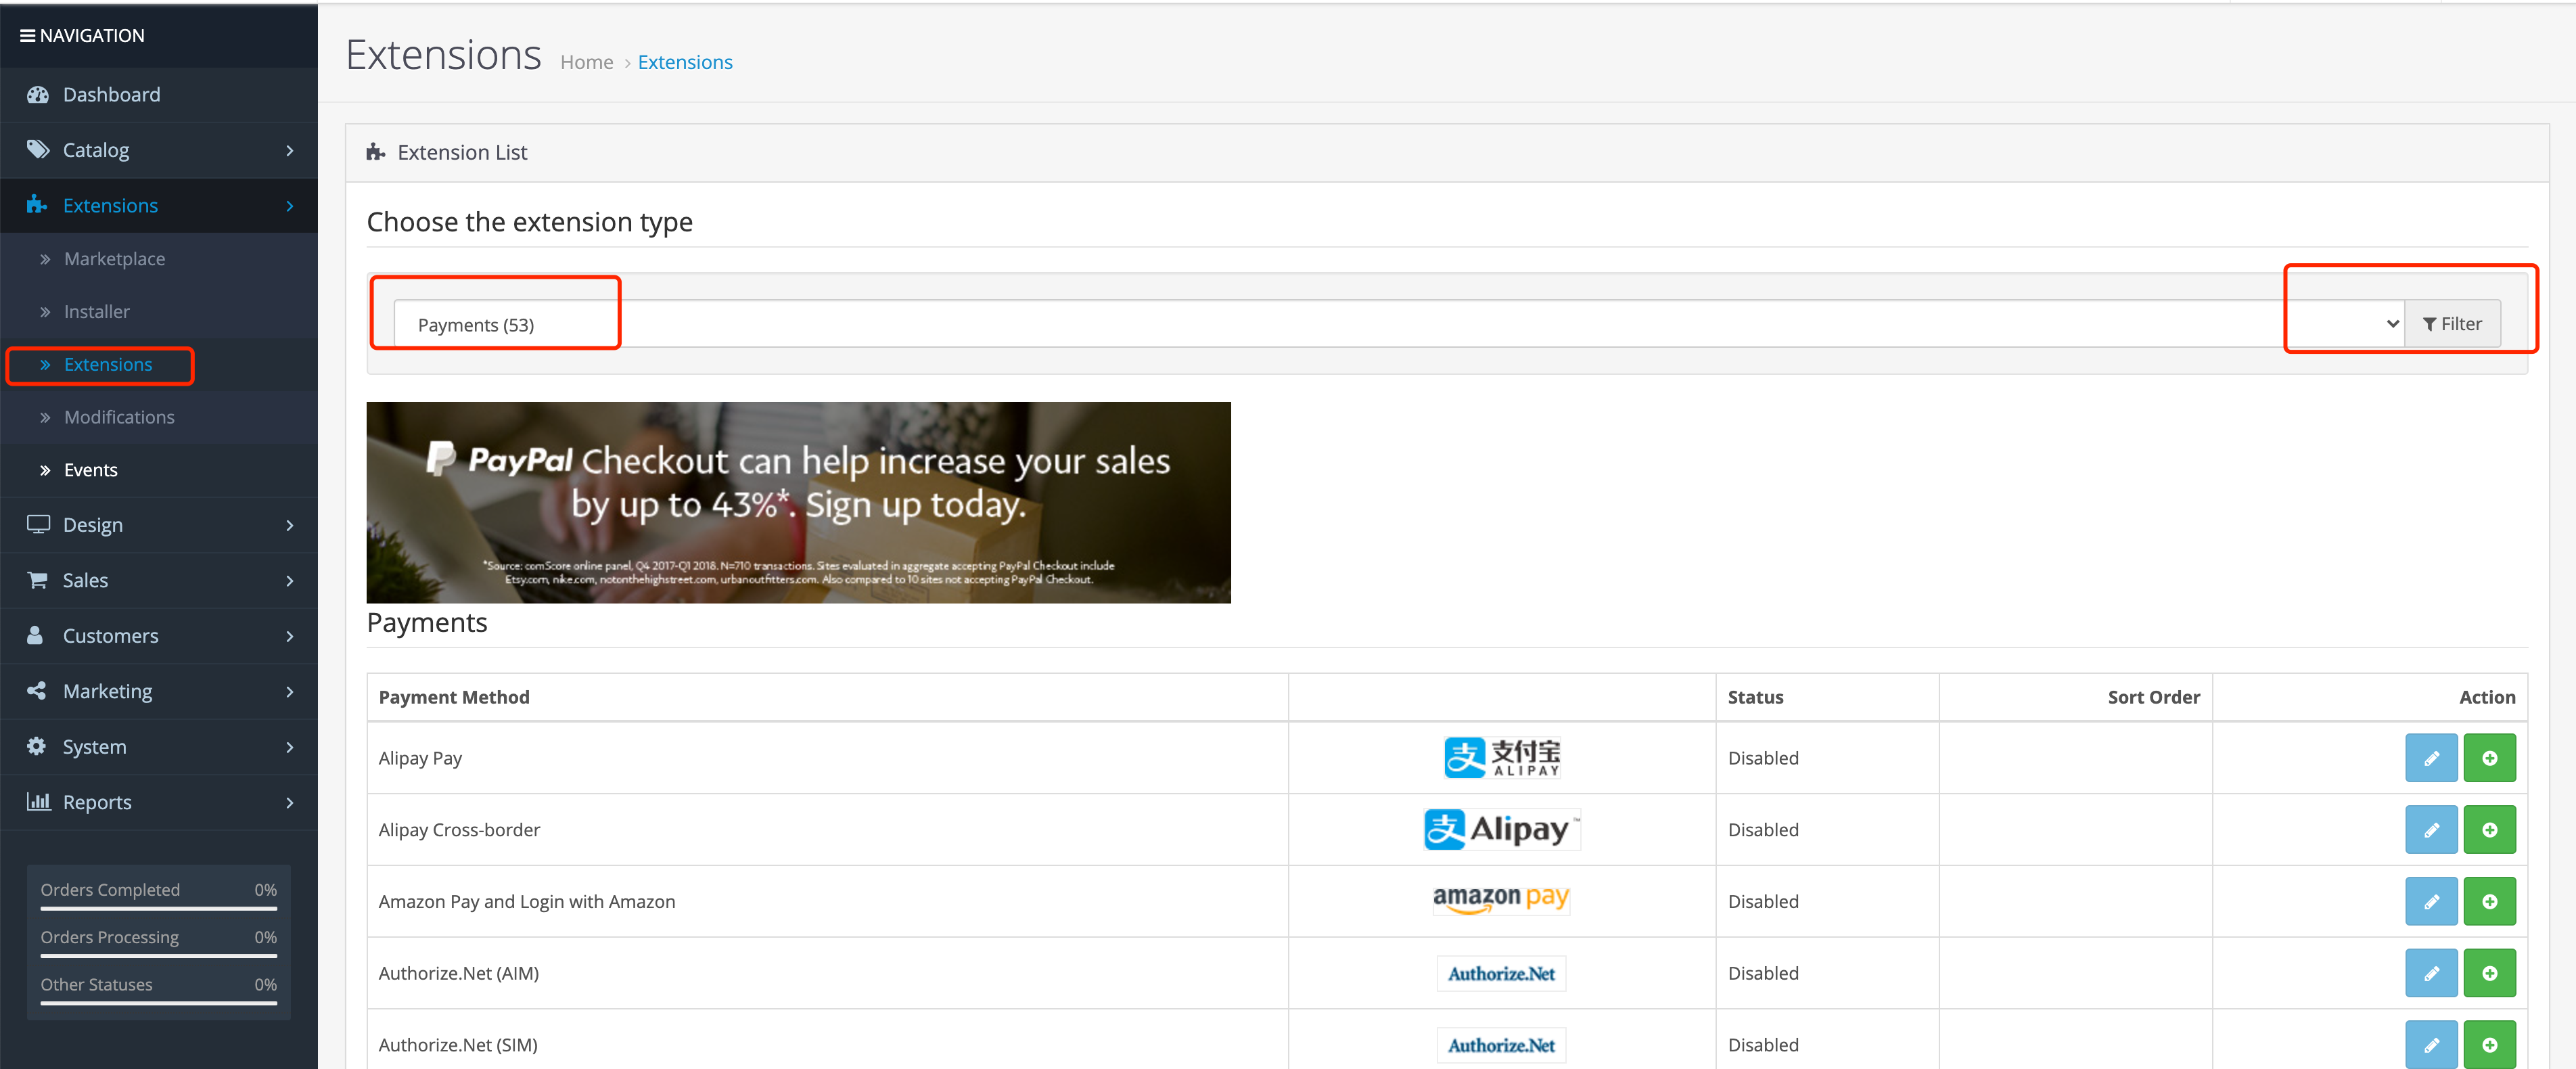 NAVIGATION
Dashboard
Catalog
Extensions
Marketplace
Installer
Extensions
Modifications
Events
Design
Sales
Customers
Marketing
System
Reports
Orders Completed 0%
Orders Processing 0%
Other Statuses 0%
Extensions Home Extensions
Extension List
Choose the extension type
Payments (53) Filter
PayPal Checkout can help increase your sales
by up to 43%*. Sign up today.
*Source: comScore online panel, Q4 2017-Q1 2018. N=710 transactions. Sites evaluated in aggregate accepting PayPal Checkout include
Etsy.com, nike.com, notonthehighstreet.com, urbanoutfitters.com. Also compared to 10 sites not accepting PayPal Checkout.
Payments
Payment Method Status Sort Order Action
Alipay Pay 支付宝 ALIPAY Disabled
Alipay Cross-border 支 Alipay™ Disabled
Amazon Pay and Login with Amazon amazon pay Disabled
Authorize.Net (AIM) Authorize.Net Disabled
Authorize.Net (SIM) Authorize.Net Disabled